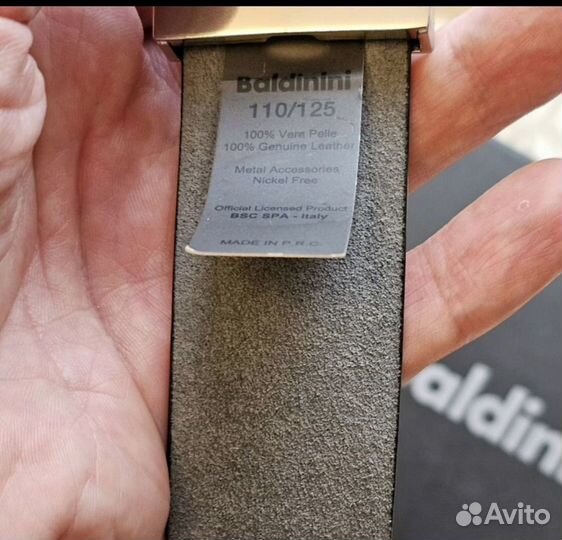 Baldinini
110/125
100% Vera Pelle
100% Genuine Leather
Metal Accessories
Nickel Free
Official Licensed Product
BSC SPA - Italy
MADE IN P.R.C.
aldinin
Avito